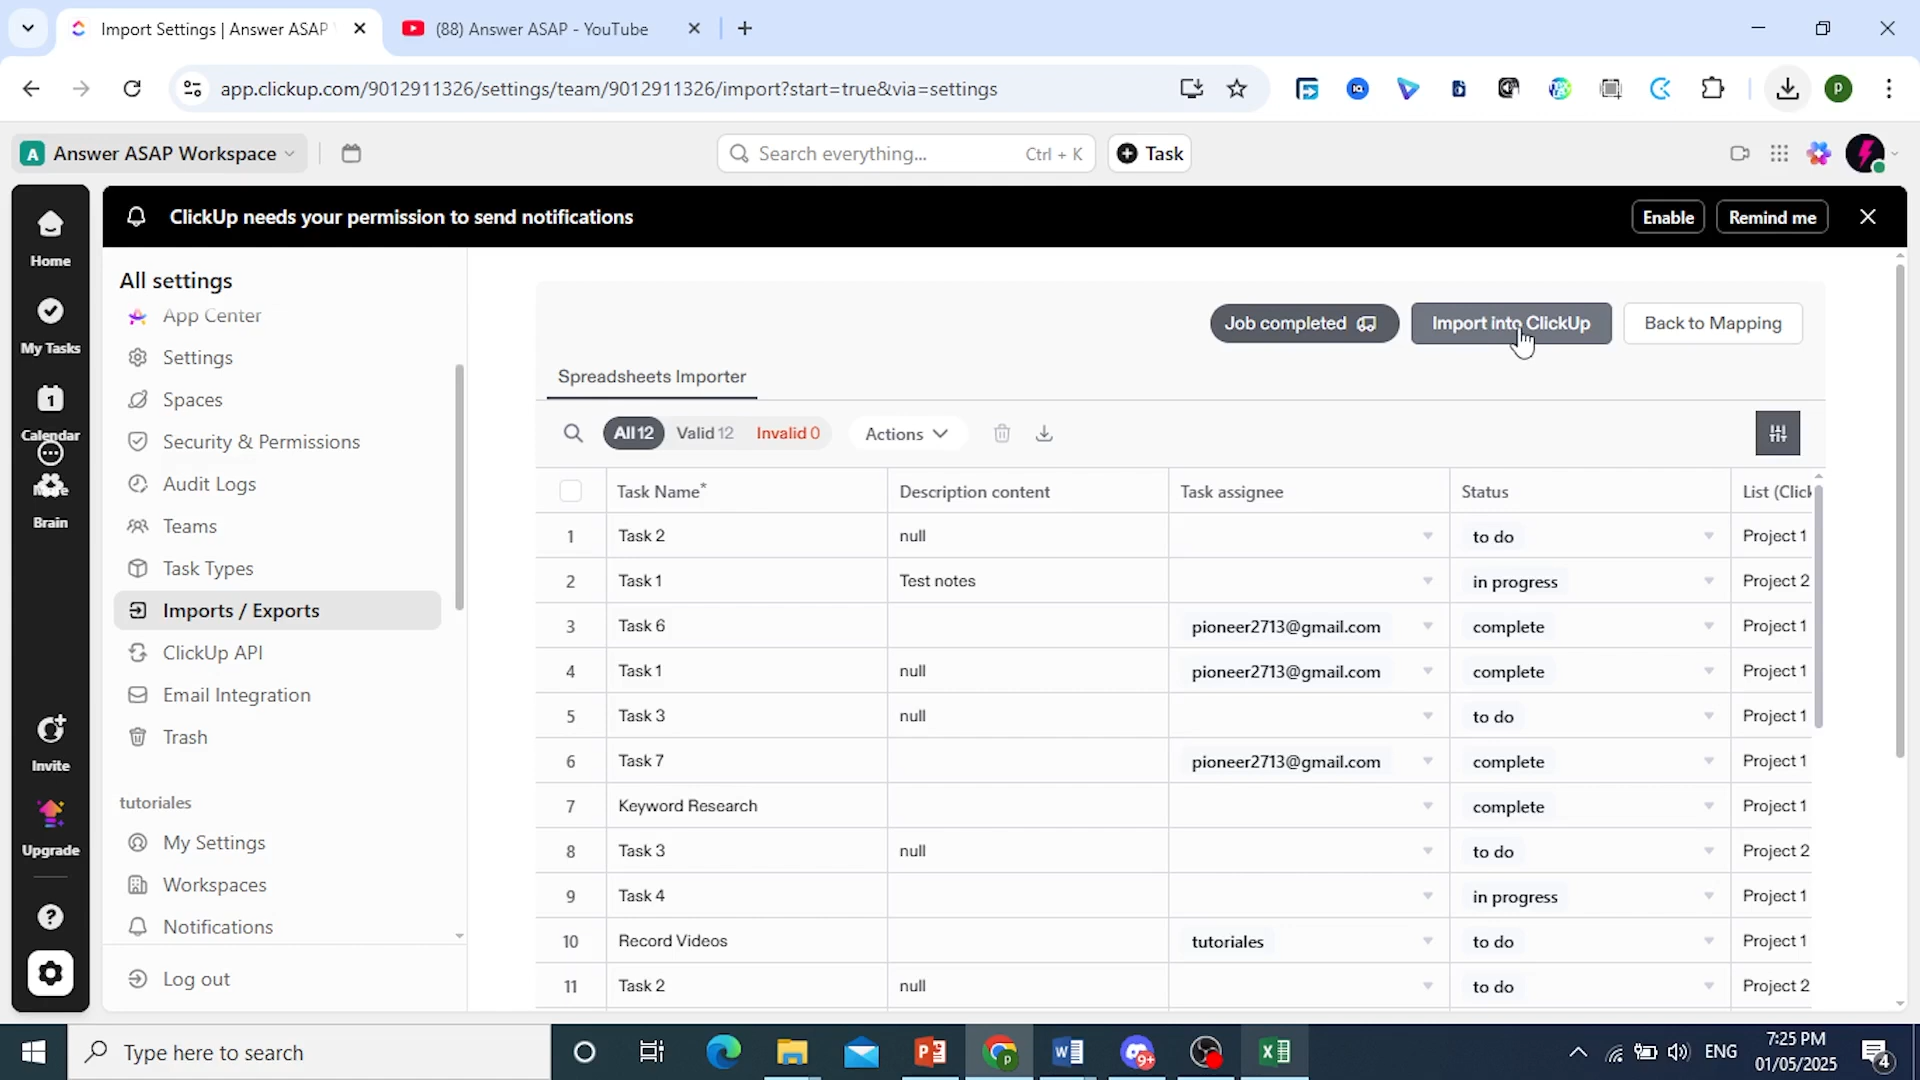 Import Settings | Answer ASAP
(88) Answer ASAP - YouTube
app.clickup.com/9012911326/settings/team/9012911326/import?start=true&via=settings
A Answer ASAP Workspace
Search everything... Ctrl + K
Task
ClickUp needs your permission to send notifications
Enable
Remind me
Home
My Tasks
1
Calendar
Brain
Invite
Upgrade
All settings
App Center
Settings
Spaces
Security & Permissions
Audit Logs
Teams
Task Types
Imports / Exports
ClickUp API
Email Integration
Trash
tutoriales
My Settings
Workspaces
Notifications
Log out
Job completed
Import into ClickUp
Back to Mapping
Spreadsheets Importer
All 12 Valid 12 Invalid 0 Actions
Task Name* Description content Task assignee Status List (Click
1 Task 2 null to do Project 1
2 Task 1 Test notes in progress Project 2
3 Task 6 pioneer2713@gmail.com complete Project 1
4 Task 1 null pioneer2713@gmail.com complete Project 1
5 Task 3 null to do Project 1
6 Task 7 pioneer2713@gmail.com complete Project 1
7 Keyword Research complete Project 1
8 Task 3 null to do Project 2
9 Task 4 in progress Project 1
10 Record Videos tutoriales to do Project 1
11 Task 2 null to do Project 2
Type here to search
9+
ENG
7:25 PM
01/05/2025
4